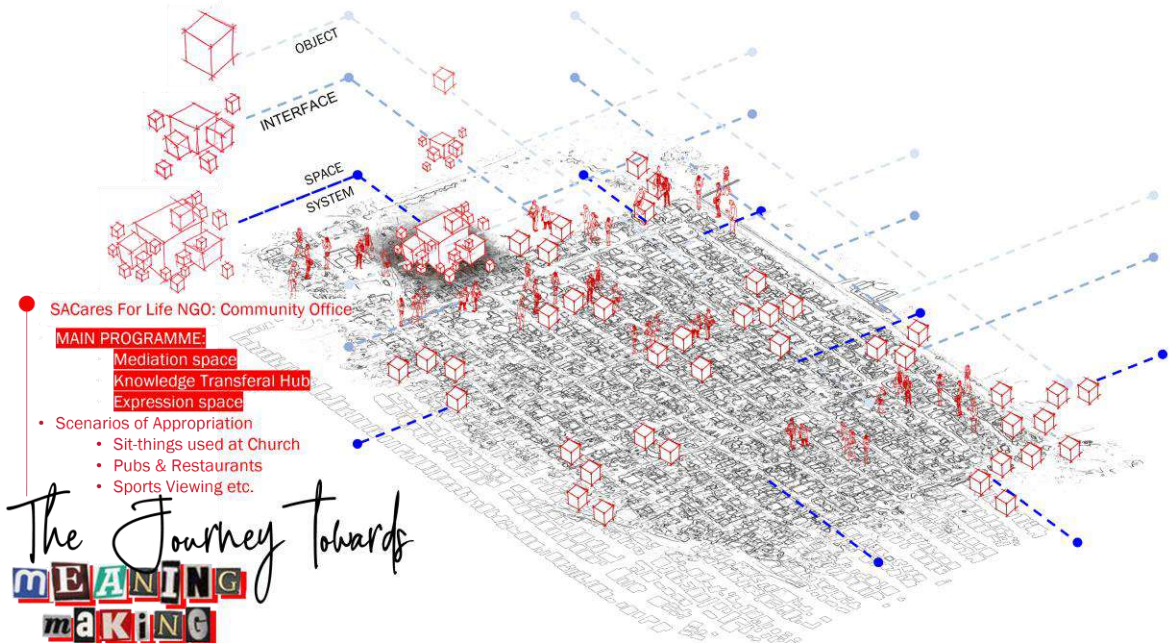 OBJECT
INTERFACE
SPACE
SYSTEM
SACares For Life NGO: Community Office
MAIN PROGRAMME:
Mediation space
Knowledge Transferal Hub
Expression space
• Scenarios of Appropriation
• Sit-things used at Church
• Pubs & Restaurants
• Sports Viewing etc.
The Journey Towards
mEANING
maKiNG